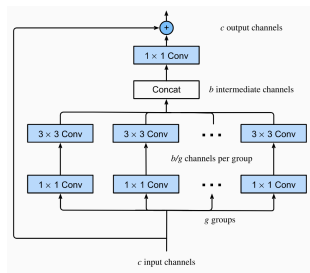 +
c output channels
1 × 1 Conv
Concat
b intermediate channels
3 × 3 Conv 3 × 3 Conv ... 3 × 3 Conv
b/g channels per group
1 × 1 Conv 1 × 1 Conv ... 1 × 1 Conv
g groups
c input channels